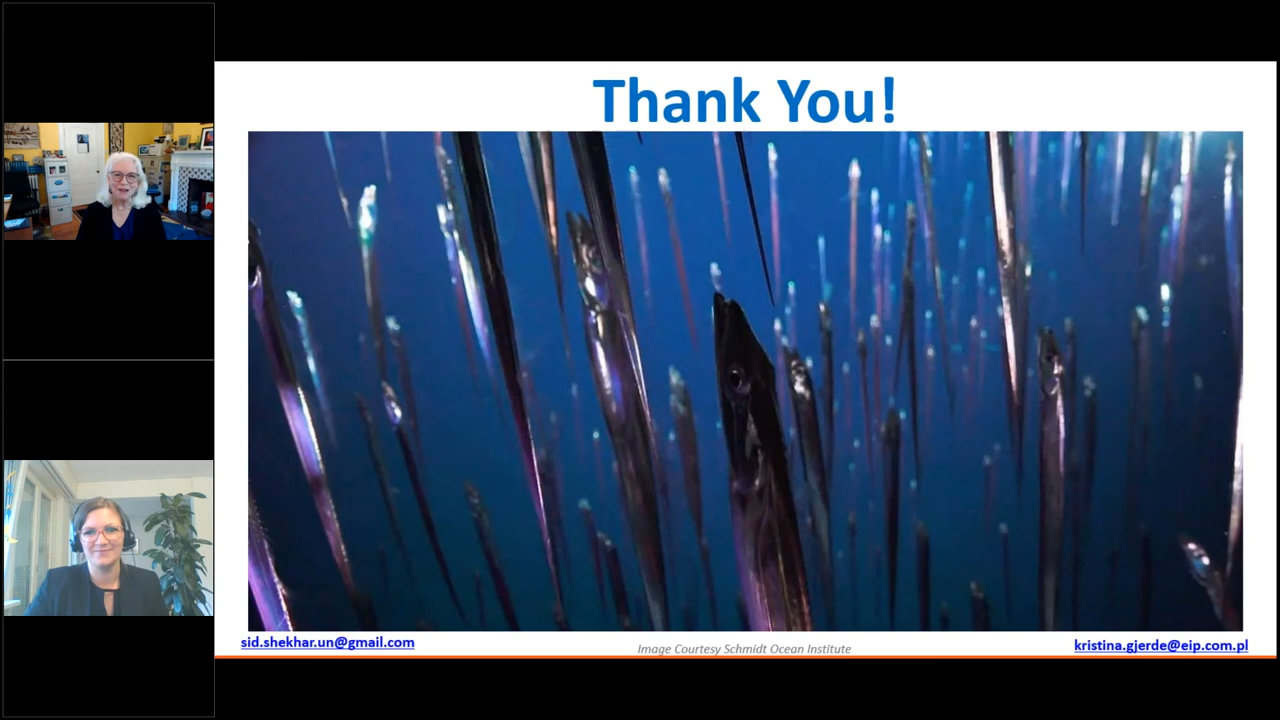 Thank You!
sid.shekhar.un@gmail.com
Image Courtesy Schmidt Ocean Institute
kristina.gjerde@eip.com.pl